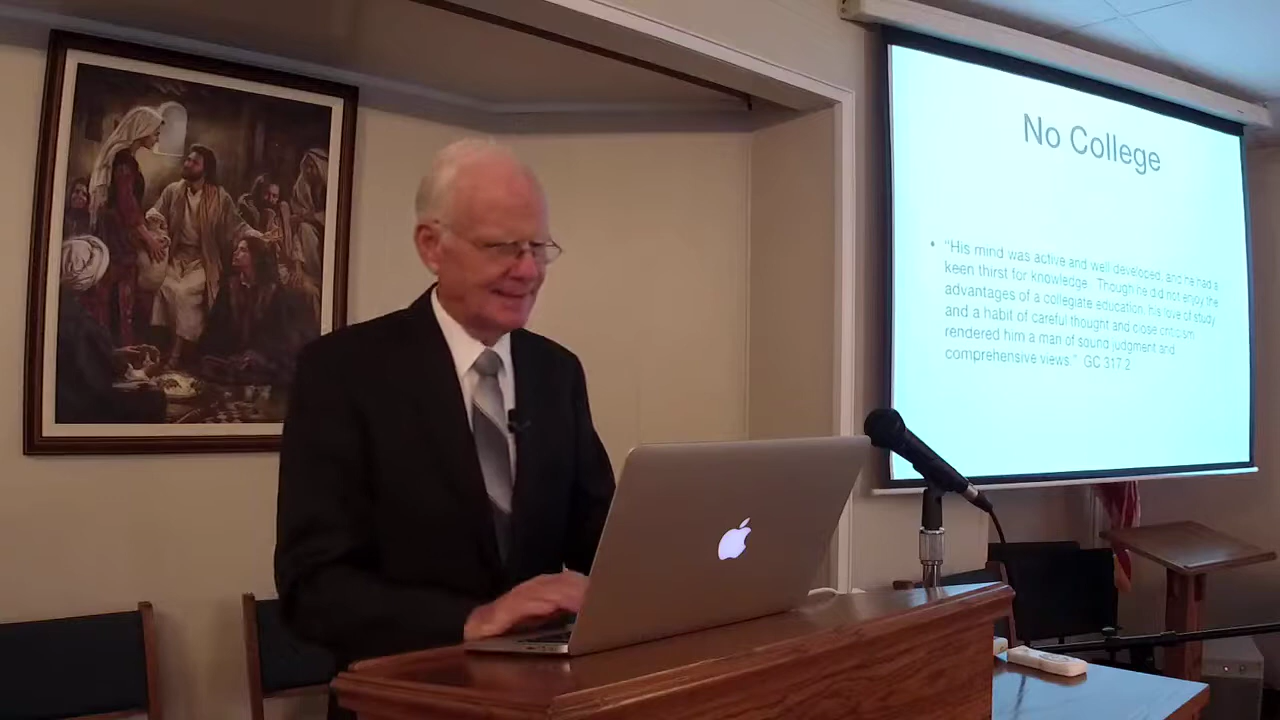 No College
• “His mind was active and well developed, and he had a
keen thirst for knowledge. Though he did not enjoy the
advantages of a collegiate education, his love of study
and a habit of careful thought and close criticism
rendered him a man of sound judgment and
comprehensive views.” GC 317.2